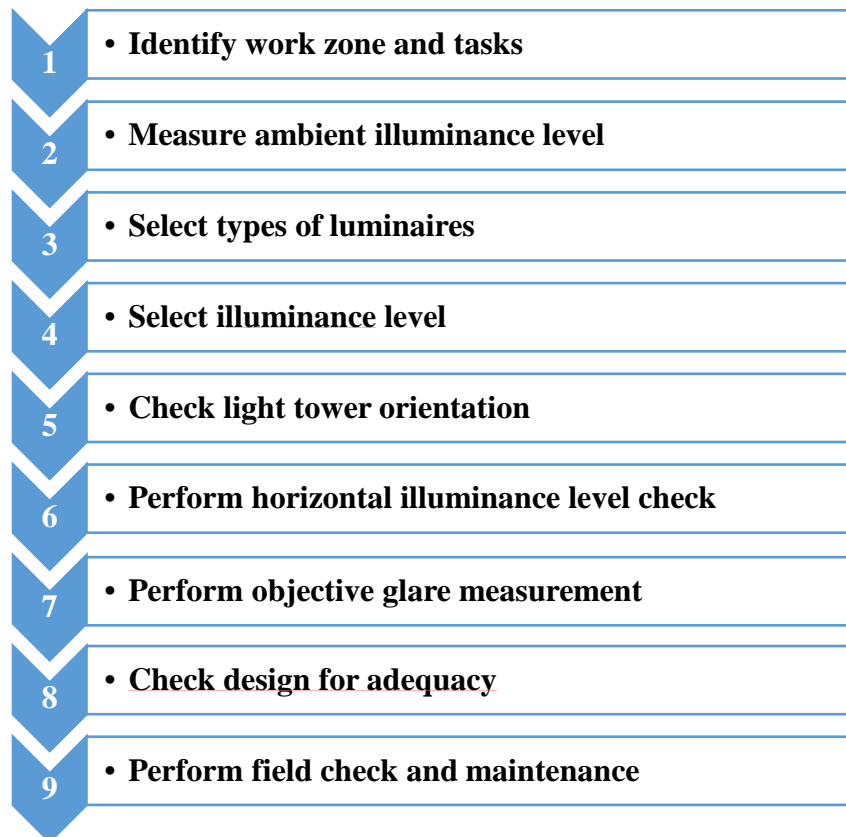 1 • Identify work zone and tasks
2 • Measure ambient illuminance level
3 • Select types of luminaires
4 • Select illuminance level
5 • Check light tower orientation
6 • Perform horizontal illuminance level check
7 • Perform objective glare measurement
8 • Check design for adequacy
9 • Perform field check and maintenance